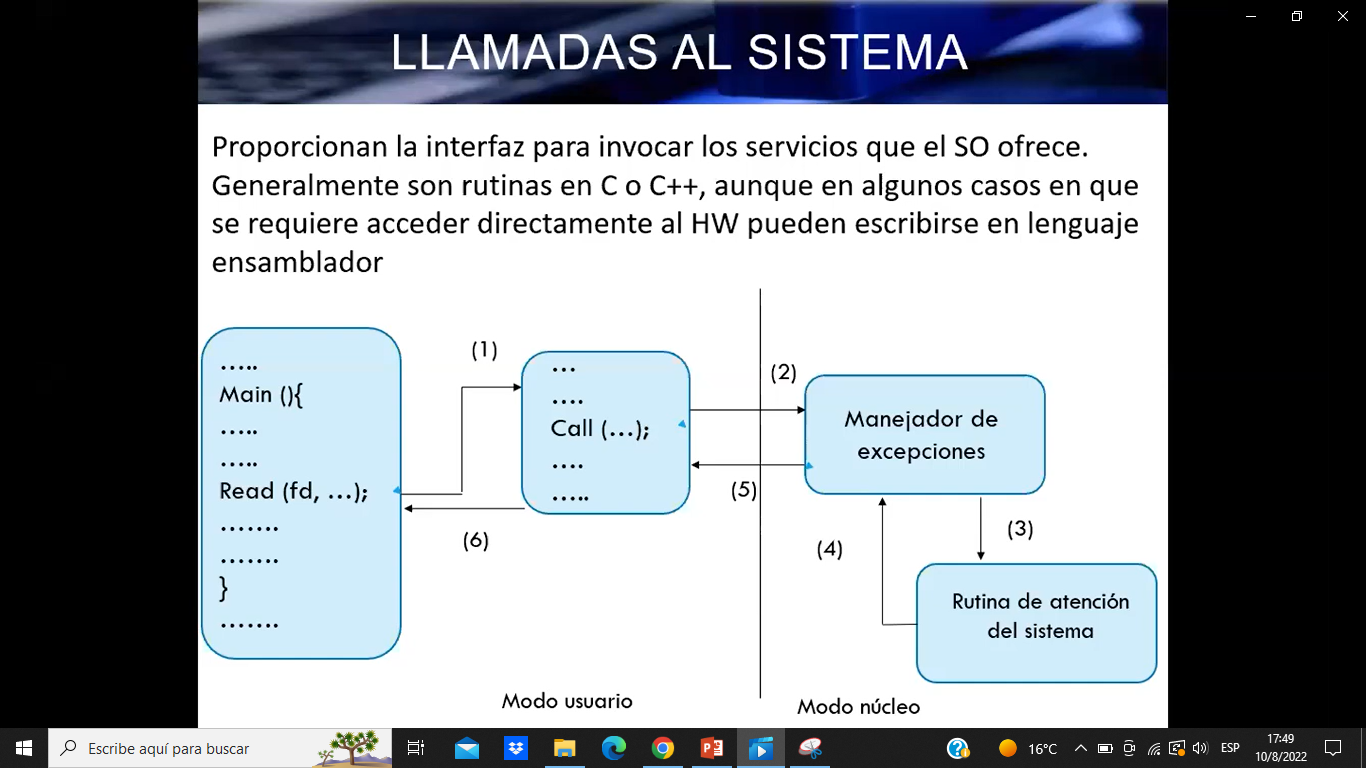 LLAMADAS AL SISTEMA
Proporcionan la interfaz para invocar los servicios que el SO ofrece.
Generalmente son rutinas en C o C++, aunque en algunos casos en que
se requiere acceder directamente al HW pueden escribirse en lenguaje
ensamblador
…..
Main (){
…..
…..
Read (fd, …);
…….
…….
}
…….
(1)
(6)
…
….
Call (…);
….
…..
(2)
(5)
Manejador de
excepciones
(3)
(4)
Rutina de atención
del sistema
Modo usuario
Modo núcleo
Escribe aquí para buscar
16°C
ESP
17:49
10/8/2022